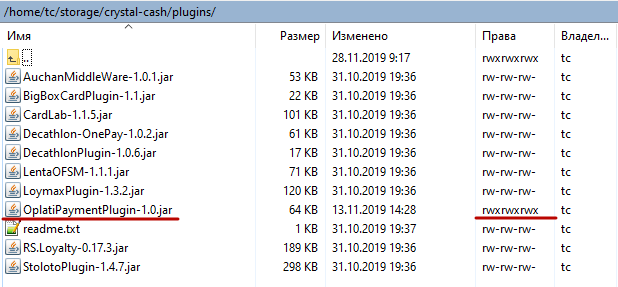 /home/tc/storage/crystal-cash/plugins/
Имя Размер Изменено Права Владел...
.. 28.11.2019 9:17 rwxrwxrwx tc
AuchanMiddleWare-1.0.1.jar 53 KB 31.10.2019 19:36 rw-rw-rw- tc
BigBoxCardPlugin-1.1.jar 22 KB 31.10.2019 19:36 rw-rw-rw- tc
CardLab-1.1.5.jar 101 KB 31.10.2019 19:36 rw-rw-rw- tc
Decathlon-OnePay-1.0.2.jar 61 KB 31.10.2019 19:36 rw-rw-rw- tc
DecathlonPlugin-1.0.6.jar 17 KB 31.10.2019 19:36 rw-rw-rw- tc
LentaOFSM-1.1.1.jar 71 KB 31.10.2019 19:36 rw-rw-rw- tc
LoymaxPlugin-1.3.2.jar 120 KB 31.10.2019 19:36 rw-rw-rw- tc
OplatiPaymentPlugin-1.0.jar 64 KB 13.11.2019 14:28 rwxrwxrwx tc
readme.txt 1 KB 31.10.2019 19:37 rw-rw-rw- tc
RS.Loyalty-0.17.3.jar 189 KB 31.10.2019 19:36 rw-rw-rw- tc
StolotoPlugin-1.4.7.jar 298 KB 31.10.2019 19:36 rw-rw-rw- tc